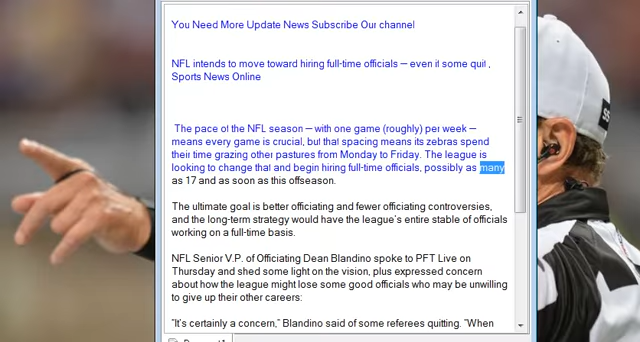 You Need More Update News Subscribe Our channel
NFL intends to move toward hiring full-time officials — even if some quit ,
Sports News Online
The pace of the NFL season — with one game (roughly) per week —
means every game is crucial, but that spacing means its zebras spend
their time grazing other pastures from Monday to Friday. The league is
looking to change that and begin hiring full-time officials, possibly as many
as 17 and as soon as this offseason.
The ultimate goal is better officiating and fewer officiating controversies,
and the long-term strategy would have the league's entire stable of officials
working on a full-time basis.
NFL Senior V.P. of Officiating Dean Blandino spoke to PFT Live on
Thursday and shed some light on the vision, plus expressed concern
about how the league might lose some good officials who may be unwilling
to give up their other careers:
"It's certainly a concern," Blandino said of some referees quitting. "When